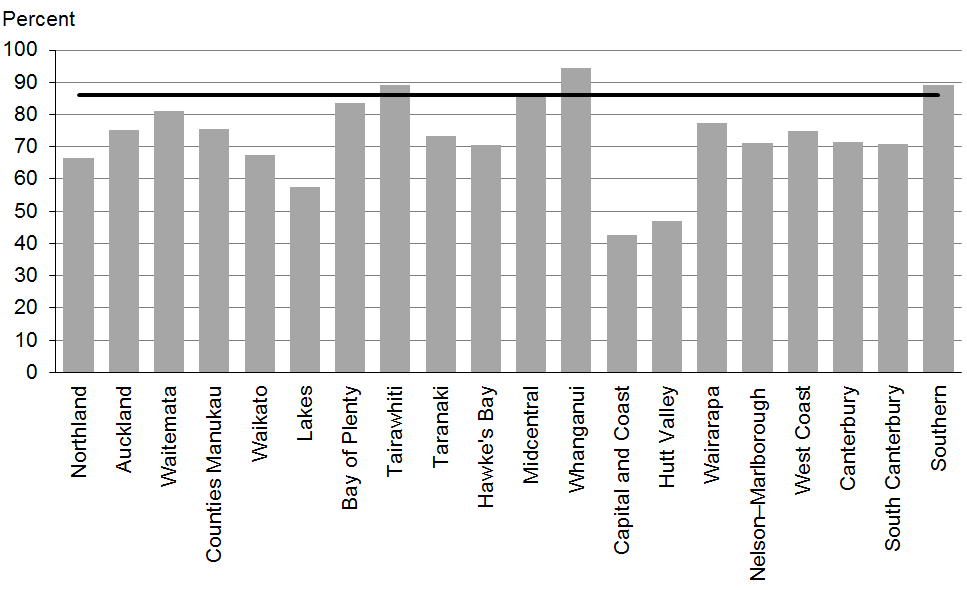 Percent
100
90
80
70
60
50
40
30
20
10
0
Northland
Auckland
Waitemata
Counties Manukau
Waikato
Lakes
Bay of Plenty
Tairawhiti
Taranaki
Hawke's Bay
Midcentral
Whanganui
Capital and Coast
Hutt Valley
Wairarapa
Nelson–Marlborough
West Coast
Canterbury
South Canterbury
Southern